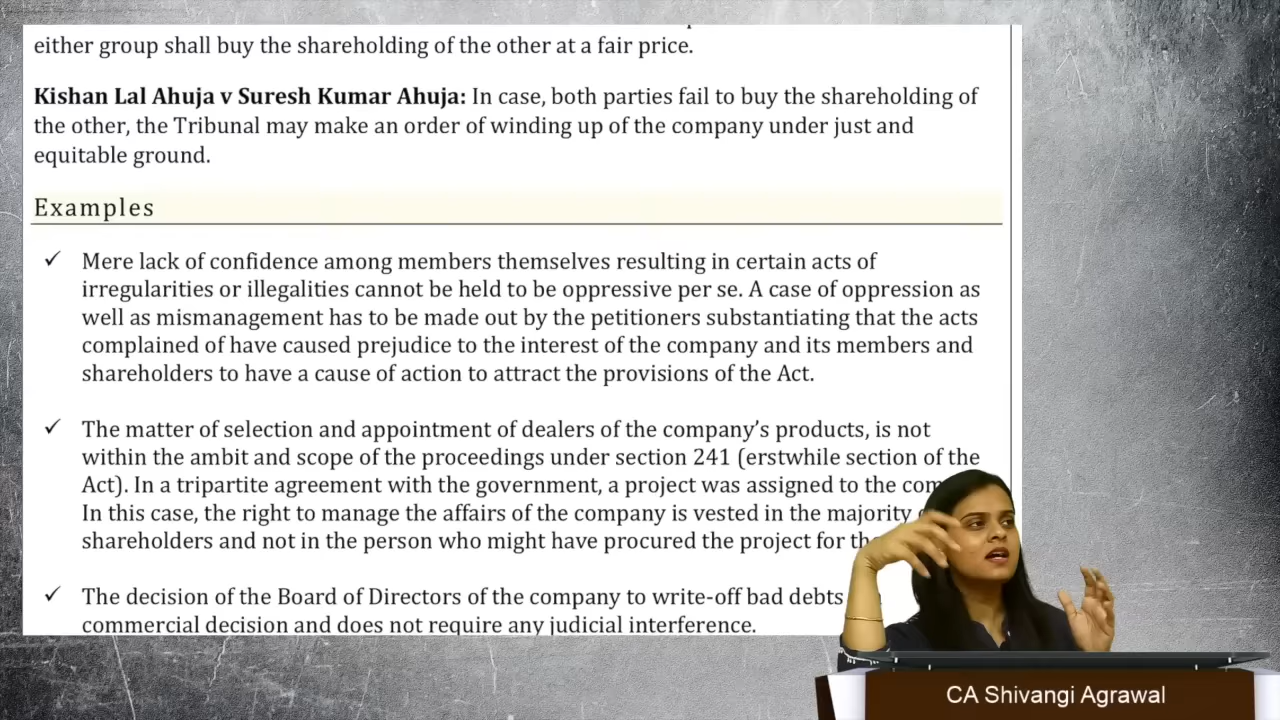 either group shall buy the shareholding of the other at a fair price.
Kishan Lal Ahuja v Suresh Kumar Ahuja: In case, both parties fail to buy the shareholding of
the other, the Tribunal may make an order of winding up of the company under just and
equitable ground.
Examples
✓ Mere lack of confidence among members themselves resulting in certain acts of
irregularities or illegalities cannot be held to be oppressive per se. A case of oppression as
well as mismanagement has to be made out by the petitioners substantiating that the acts
complained of have caused prejudice to the interest of the company and its members and
shareholders to have a cause of action to attract the provisions of the Act.
✓ The matter of selection and appointment of dealers of the company's products, is not
within the ambit and scope of the proceedings under section 241 (erstwhile section of the
Act). In a tripartite agreement with the government, a project was assigned to the
In this case, the right to manage the affairs of the company is vested in the majority
shareholders and not in the person who might have procured the project for
✓ The decision of the Board of Directors of the company to write-off bad debts
commercial decision and does not require any judicial interference.
CA Shivangi Agrawal